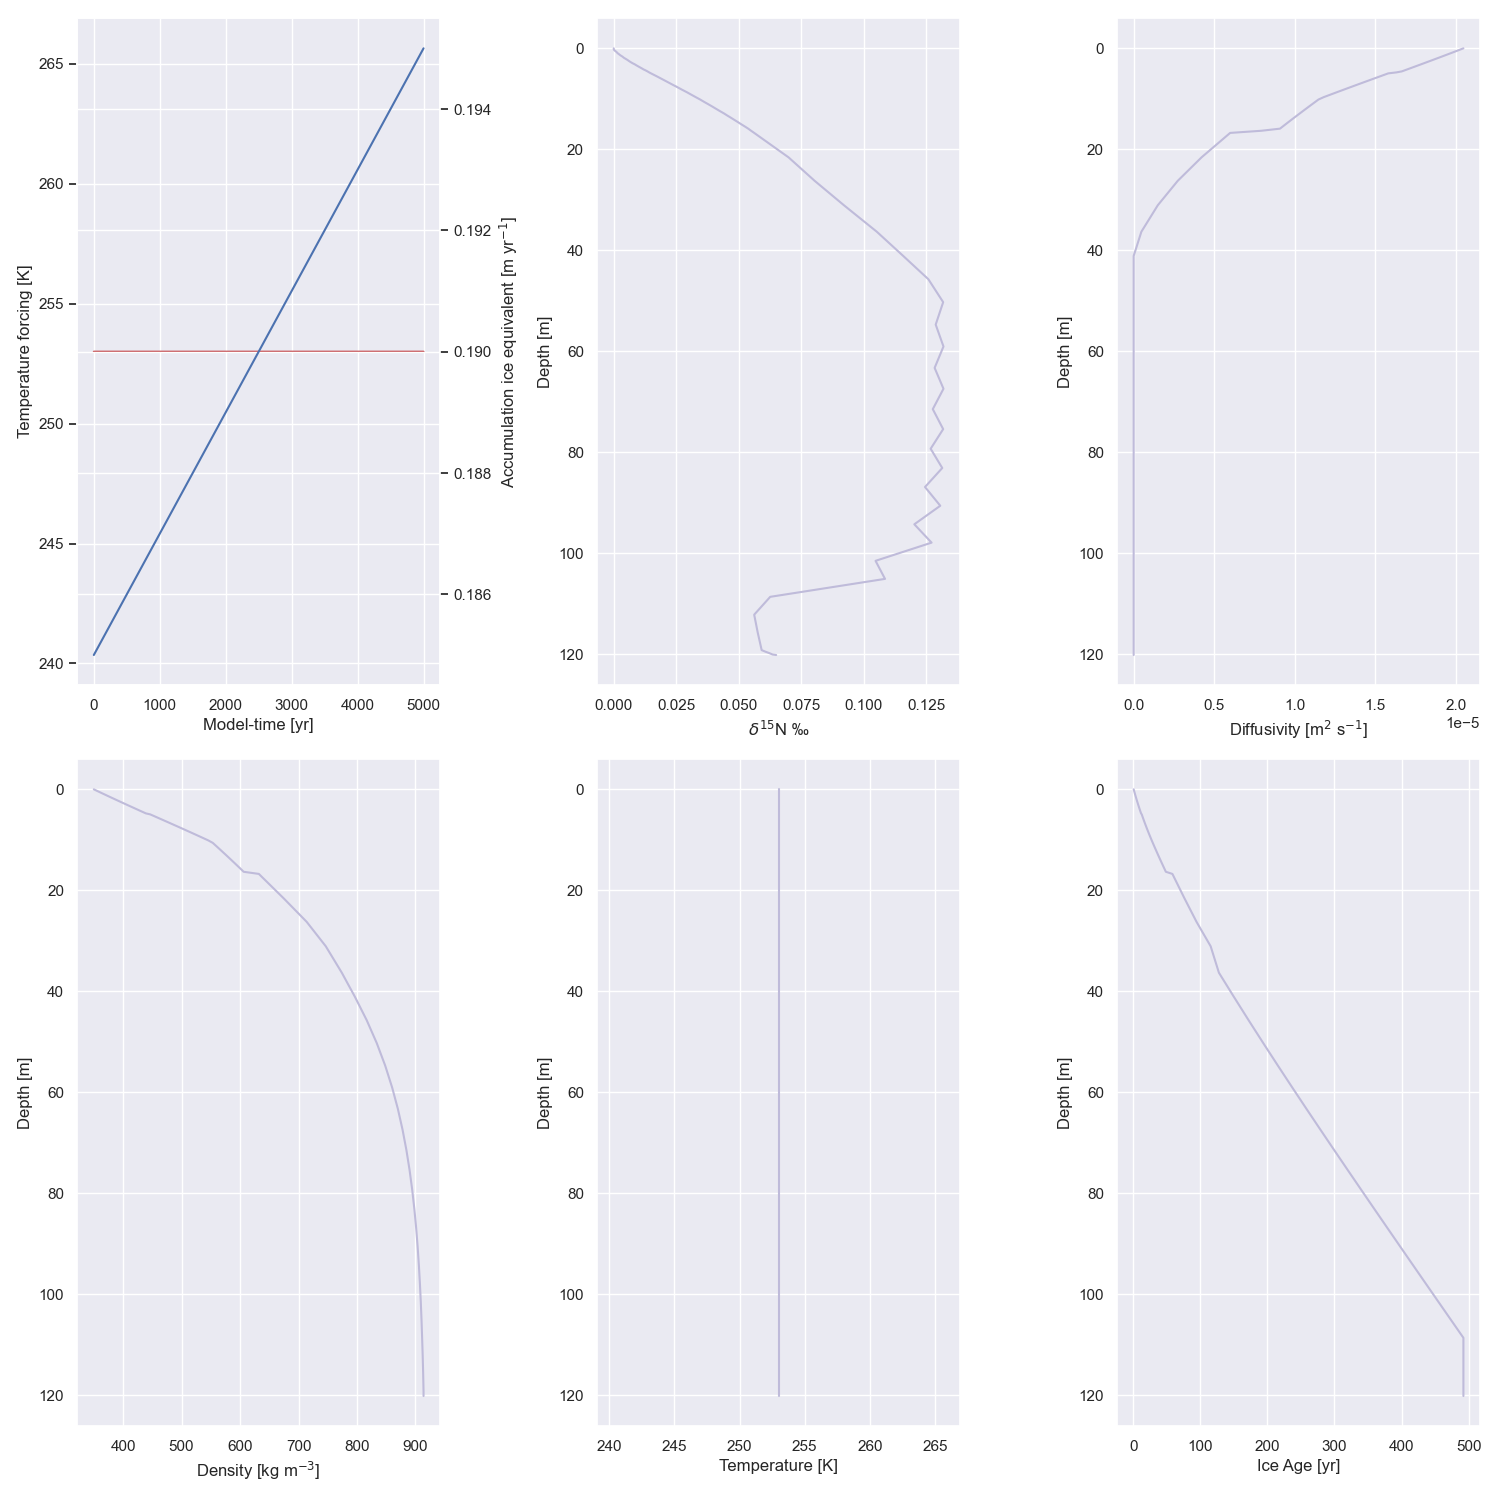 265
260
255
250
245
240
Temperature forcing [K]
0 1000 2000 3000 4000 5000
Model-time [yr]
0.194
0.192
0.190
0.188
0.186
Accumulation ice equivalent [m yr⁻¹]
0
20
40
60
80
100
120
Depth [m]
0.000 0.025 0.050 0.075 0.100 0.125
δ¹⁵N ‰
0
20
40
60
80
100
120
Depth [m]
0.0 0.5 1.0 1.5 2.0
1e−5
Diffusivity [m² s⁻¹]
0
20
40
60
80
100
120
Depth [m]
400 500 600 700 800 900
Density [kg m⁻³]
0
20
40
60
80
100
120
Depth [m]
240 245 250 255 260 265
Temperature [K]
0
20
40
60
80
100
120
Depth [m]
0 100 200 300 400 500
Ice Age [yr]